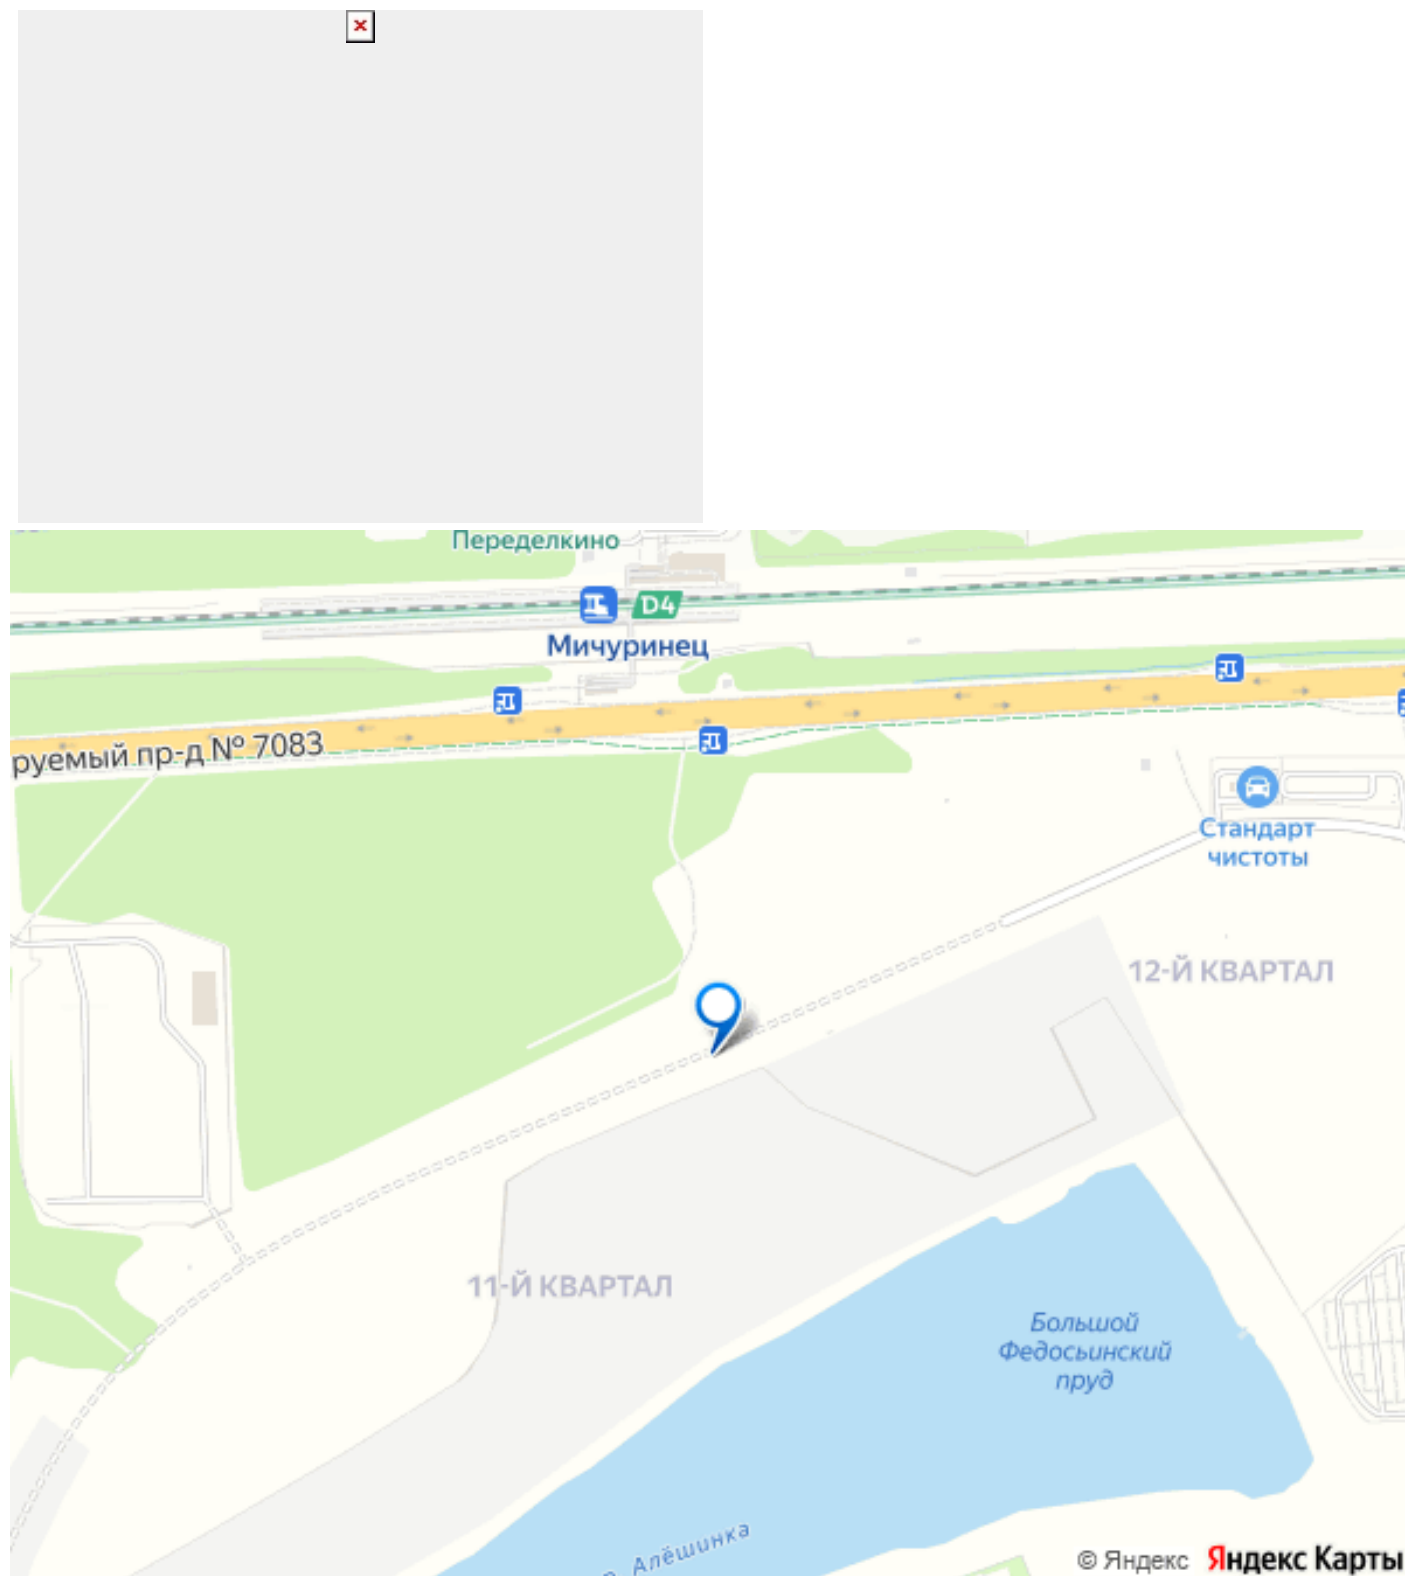 Переделкино
D4
Мичуринец
руемый пр-д № 7083
Стандарт
чистоты
12-Й КВАРТАЛ
11-Й КВАРТАЛ
Большой
Федосьинский
пруд
р. Алёшинка
© Яндекс Яндекс Карты